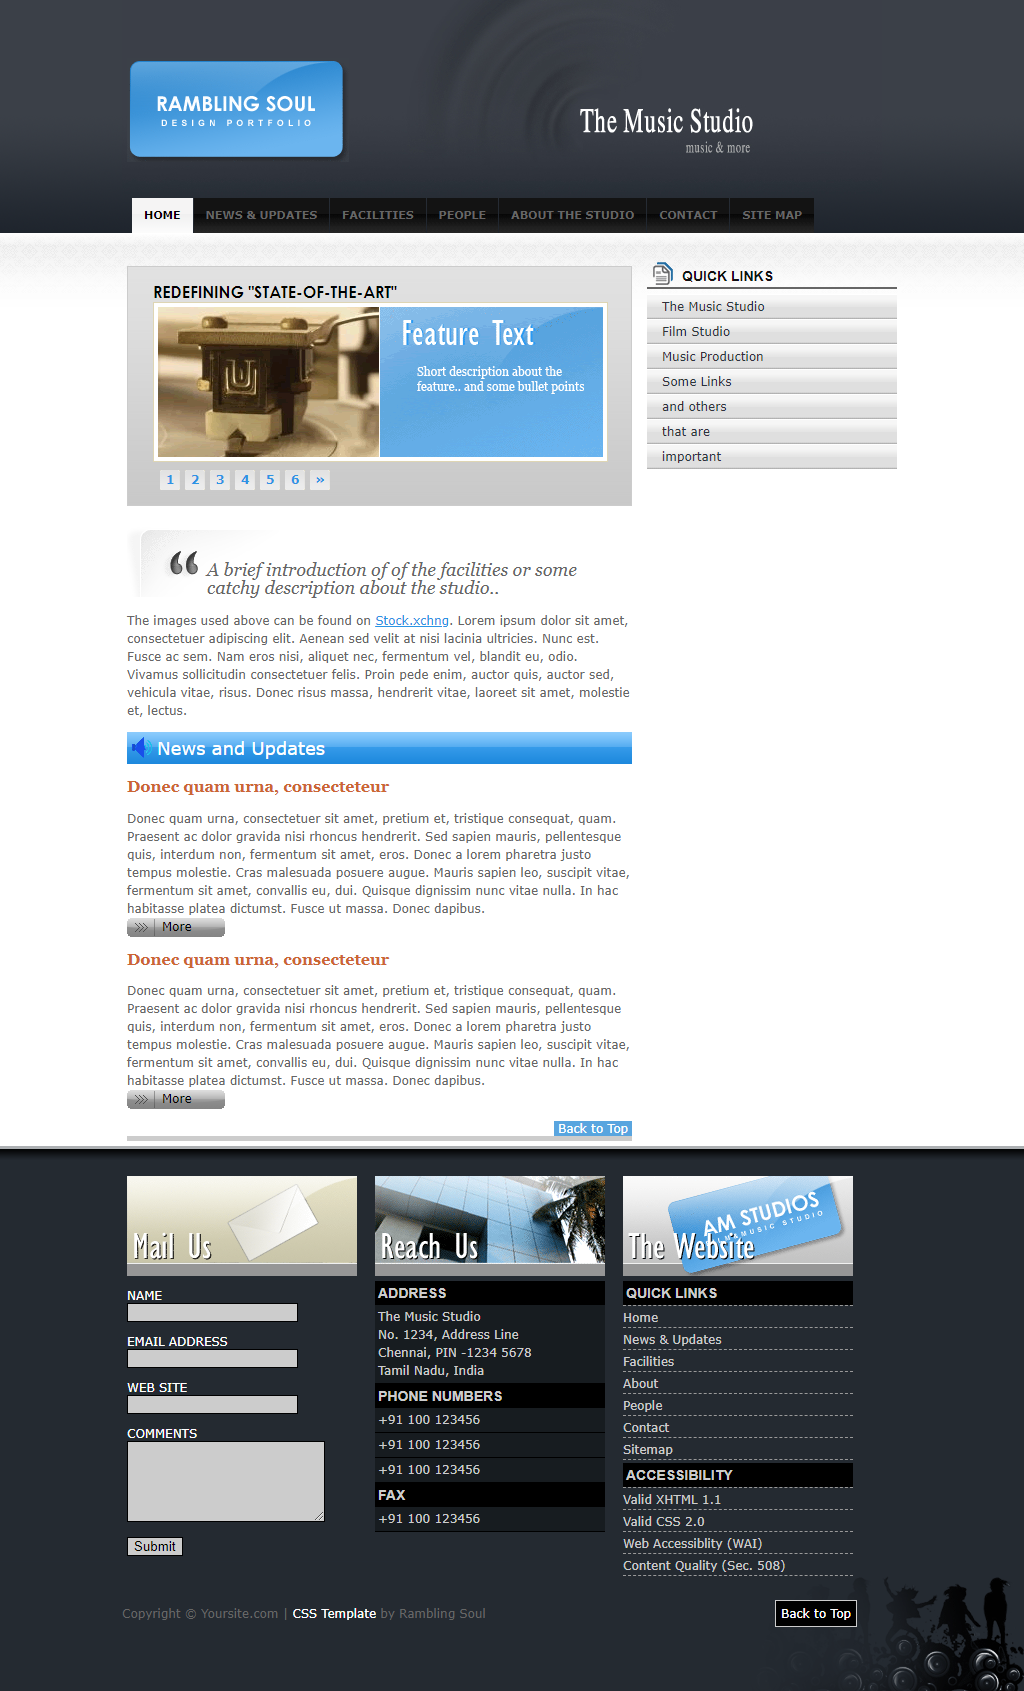 RAMBLING SOUL
DESIGN PORTFOLIO
The Music Studio
music & more
HOME
NEWS & UPDATES
FACILITIES
PEOPLE
ABOUT THE STUDIO
CONTACT
SITE MAP
REDEFINING "STATE-OF-THE-ART"
Feature Text
Short description about the
feature.. and some bullet points
1 2 3 4 5 6 »
QUICK LINKS
The Music Studio
Film Studio
Music Production
Some Links
and others
that are
important
“ A brief introduction of of the facilities or some
catchy description about the studio..
The images used above can be found on Stock.xchng. Lorem ipsum dolor sit amet,
consectetuer adipiscing elit. Aenean sed velit at nisi lacinia ultricies. Nunc est.
Fusce ac sem. Nam eros nisi, aliquet nec, fermentum vel, blandit eu, odio.
Vivamus sollicitudin consectetuer felis. Proin pede enim, auctor quis, auctor sed,
vehicula vitae, risus. Donec risus massa, hendrerit vitae, laoreet sit amet, molestie
et, lectus.
News and Updates
Donec quam urna, consecteteur
Donec quam urna, consectetuer sit amet, pretium et, tristique consequat, quam.
Praesent ac dolor gravida nisi rhoncus hendrerit. Sed sapien mauris, pellentesque
quis, interdum non, fermentum sit amet, eros. Donec a lorem pharetra justo
tempus molestie. Cras malesuada posuere augue. Mauris sapien leo, suscipit vitae,
fermentum sit amet, convallis eu, dui. Quisque dignissim nunc vitae nulla. In hac
habitasse platea dictumst. Fusce ut massa. Donec dapibus.
More
Donec quam urna, consecteteur
Donec quam urna, consectetuer sit amet, pretium et, tristique consequat, quam.
Praesent ac dolor gravida nisi rhoncus hendrerit. Sed sapien mauris, pellentesque
quis, interdum non, fermentum sit amet, eros. Donec a lorem pharetra justo
tempus molestie. Cras malesuada posuere augue. Mauris sapien leo, suscipit vitae,
fermentum sit amet, convallis eu, dui. Quisque dignissim nunc vitae nulla. In hac
habitasse platea dictumst. Fusce ut massa. Donec dapibus.
More
Back to Top
Mail Us
NAME
EMAIL ADDRESS
WEB SITE
COMMENTS
Submit
Reach Us
ADDRESS
The Music Studio
No. 1234, Address Line
Chennai, PIN -1234 5678
Tamil Nadu, India
PHONE NUMBERS
+91 100 123456
+91 100 123456
+91 100 123456
FAX
+91 100 123456
AM STUDIOS
MUSIC STUDIO
The Website
QUICK LINKS
Home
News & Updates
Facilities
About
People
Contact
Sitemap
ACCESSIBILITY
Valid XHTML 1.1
Valid CSS 2.0
Web Accessiblity (WAI)
Content Quality (Sec. 508)
Copyright © Yoursite.com | CSS Template by Rambling Soul
Back to Top